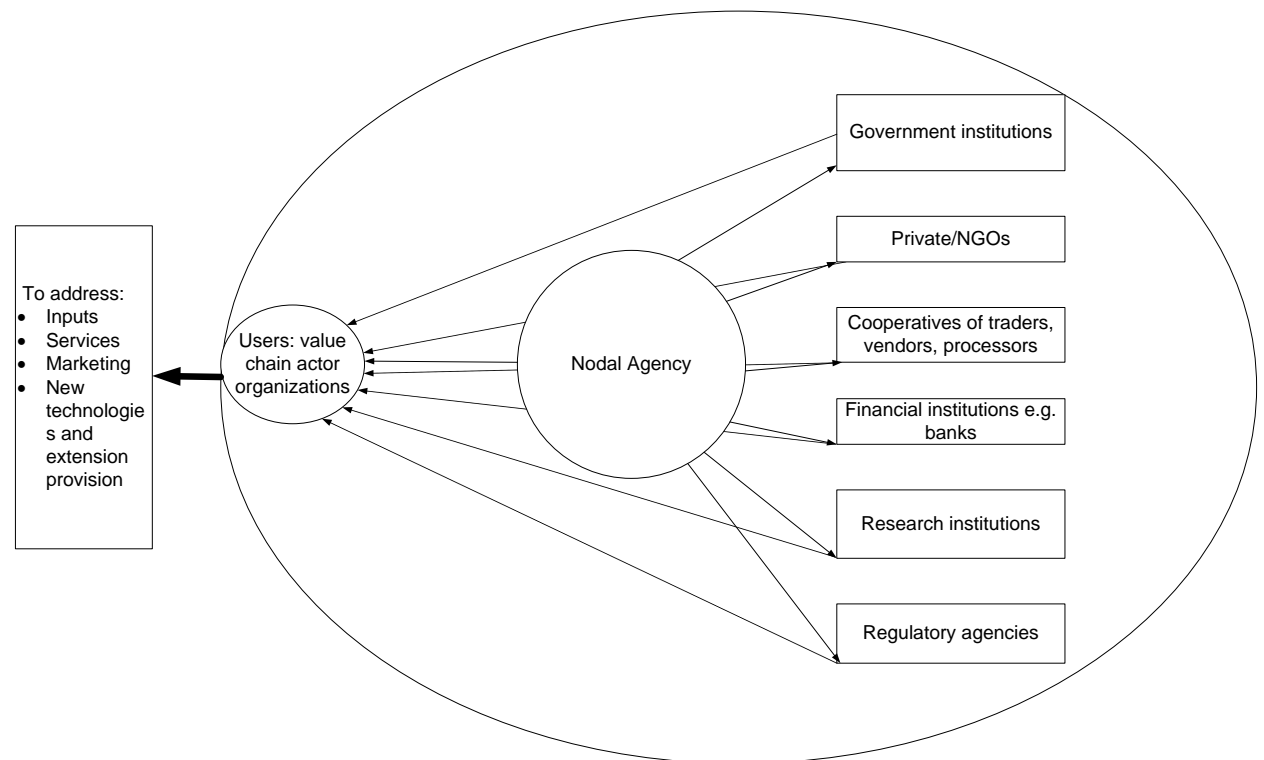 To address:
• Inputs
• Services
• Marketing
• New
technologie
s and
extension
provision
Users: value
chain actor
organizations
Nodal Agency
Government institutions
Private/NGOs
Cooperatives of traders,
vendors, processors
Financial institutions e.g.
banks
Research institutions
Regulatory agencies